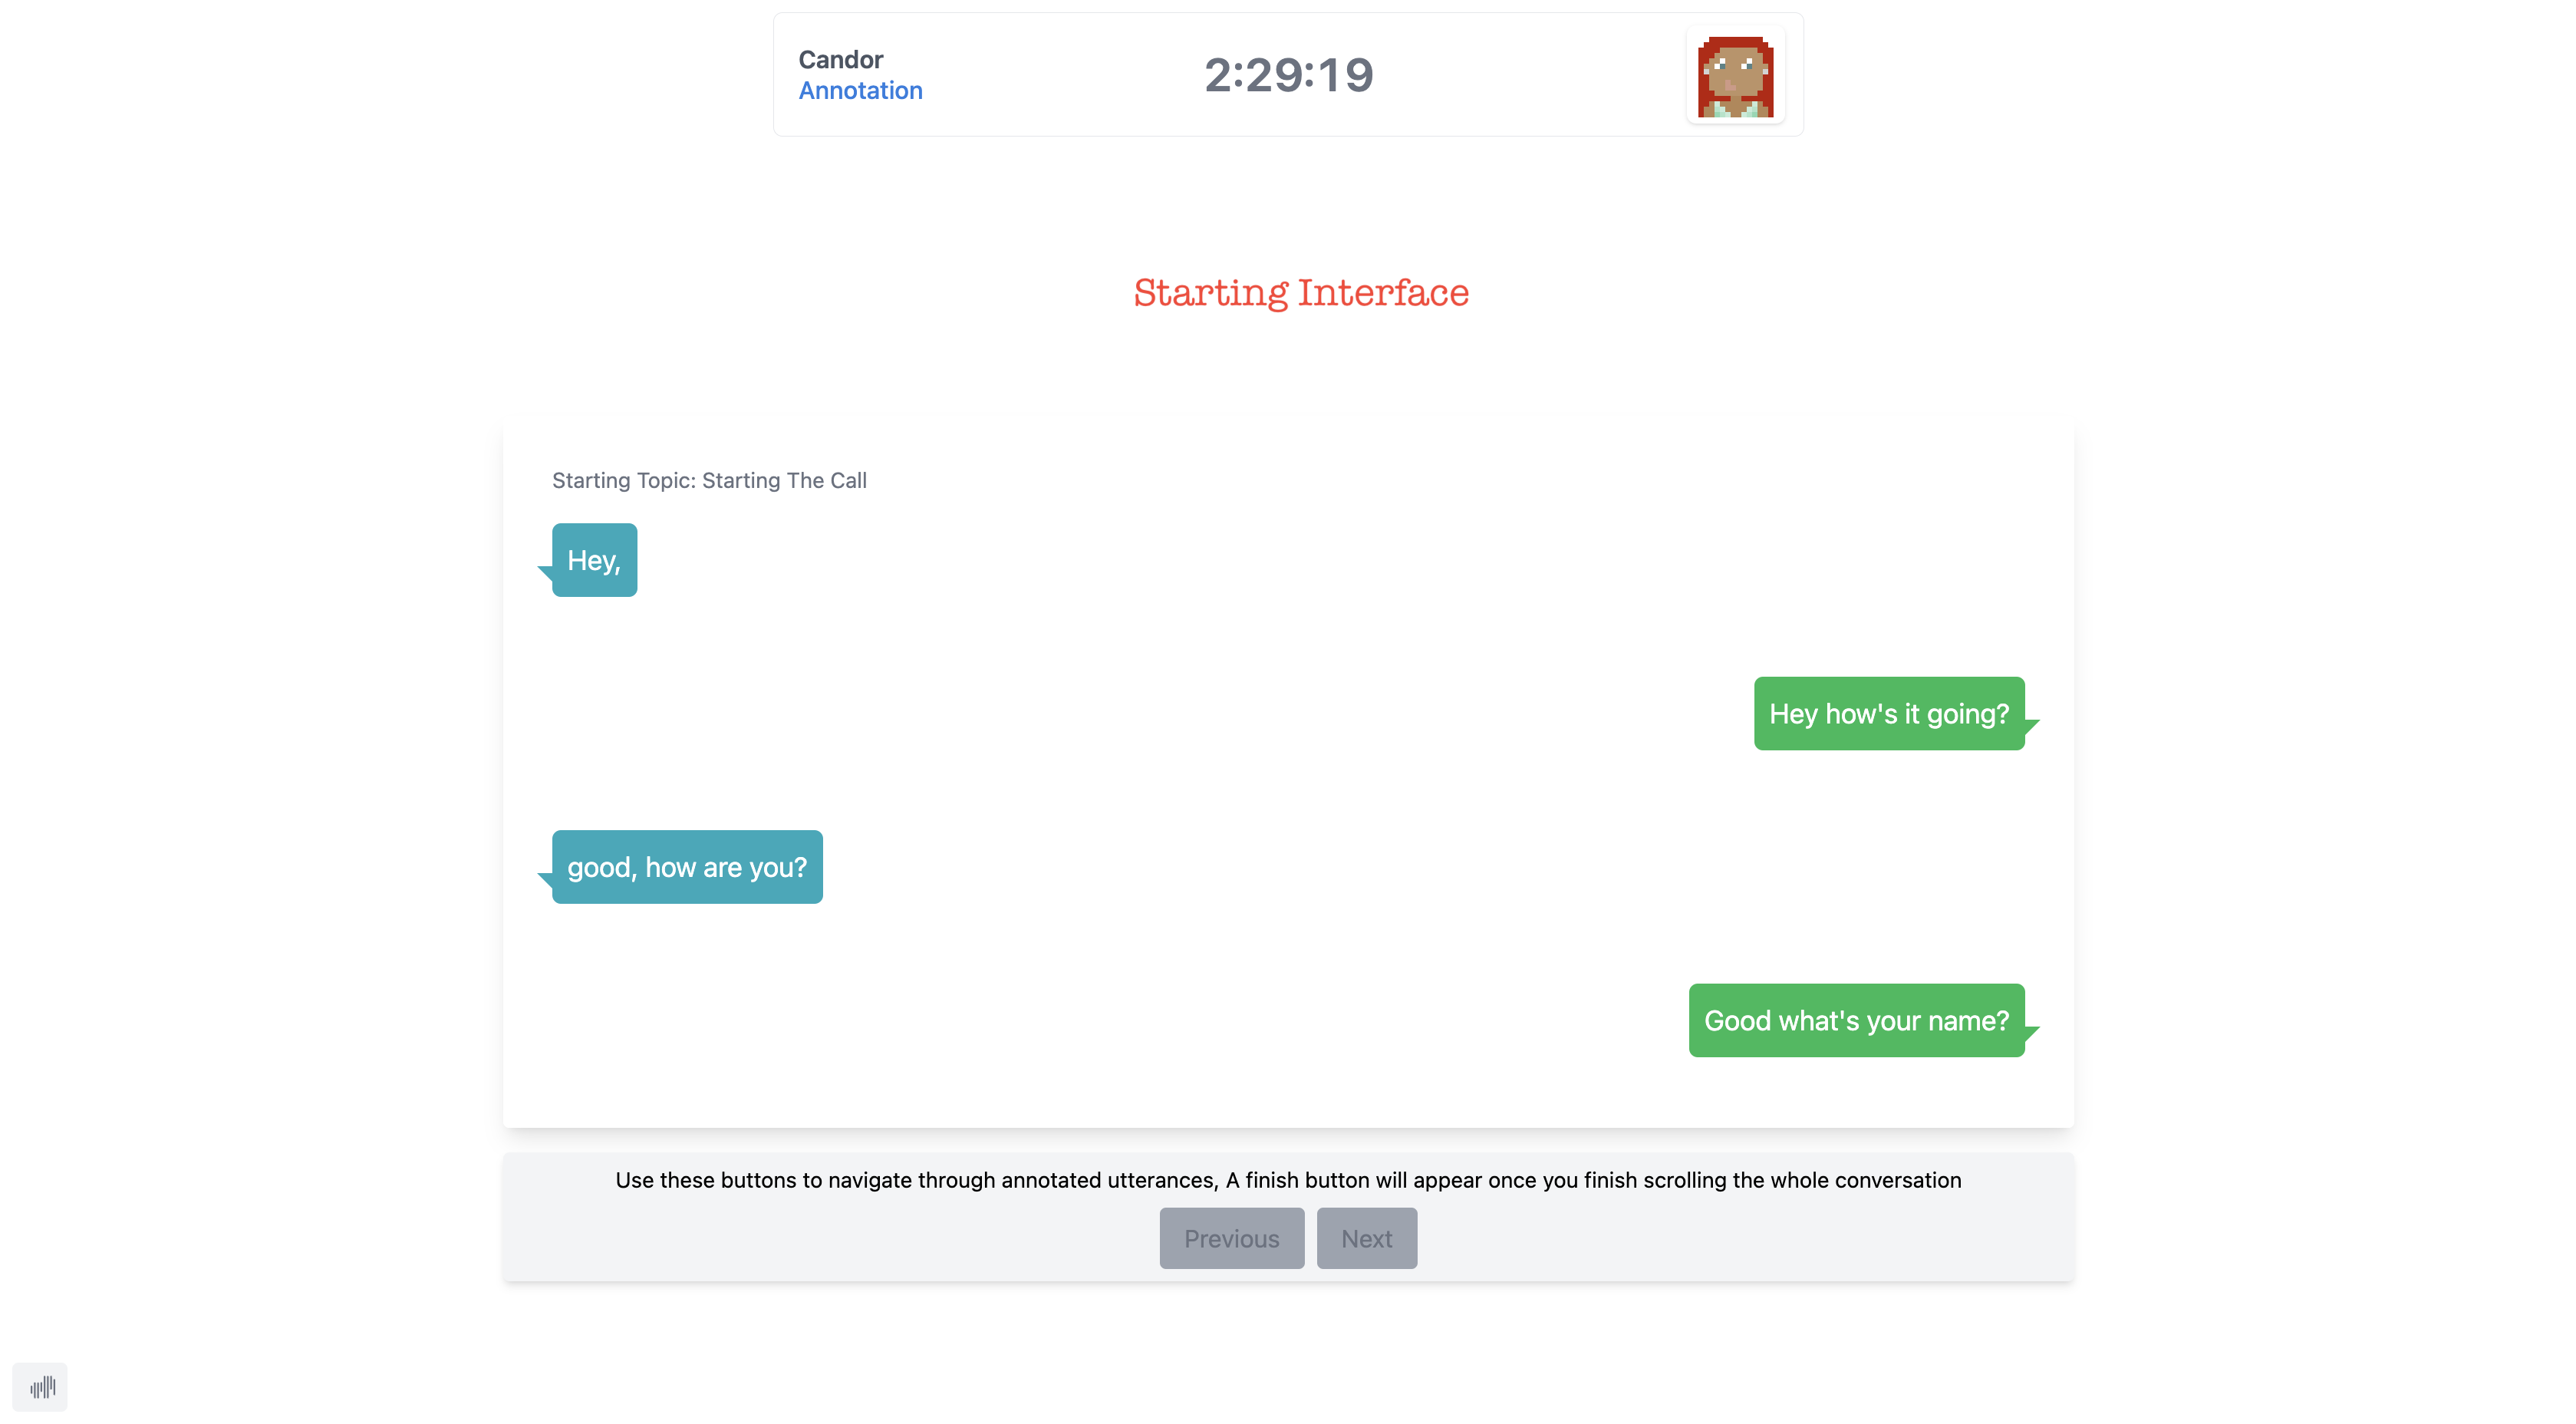 Candor
Annotation
2:29:19
Starting Interface
Starting Topic: Starting The Call
Hey,
Hey how's it going?
good, how are you?
Good what's your name?
Use these buttons to navigate through annotated utterances, A finish button will appear once you finish scrolling the whole conversation
Previous
Next